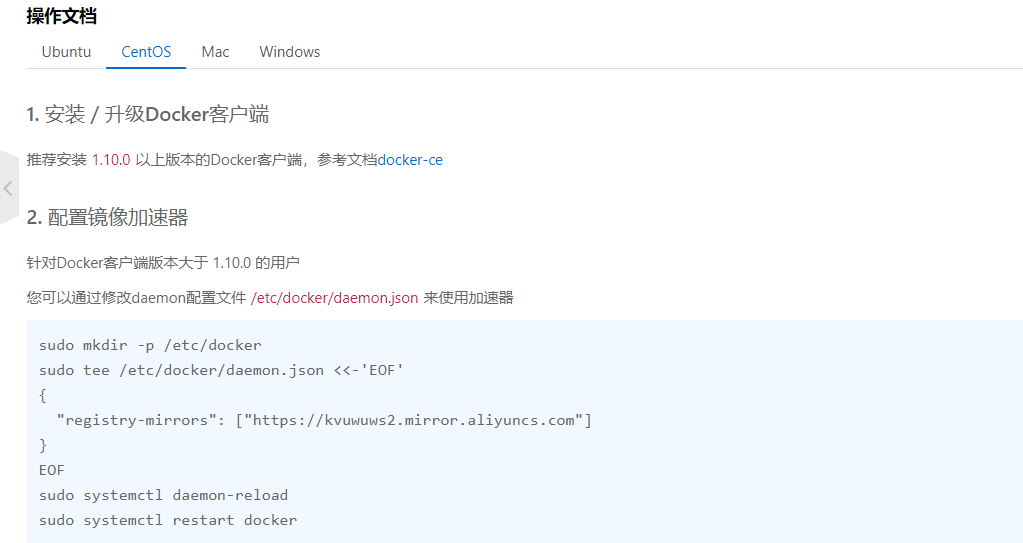 操作文档
Ubuntu CentOS Mac Windows
1. 安装 / 升级Docker客户端
推荐安装 1.10.0 以上版本的Docker客户端，参考文档docker-ce
2. 配置镜像加速器
针对Docker客户端版本大于 1.10.0 的用户
您可以通过修改daemon配置文件 /etc/docker/daemon.json 来使用加速器
sudo mkdir -p /etc/docker
sudo tee /etc/docker/daemon.json <<-'EOF'
{
  "registry-mirrors": ["https://kvuwuws2.mirror.aliyuncs.com"]
}
EOF
sudo systemctl daemon-reload
sudo systemctl restart docker